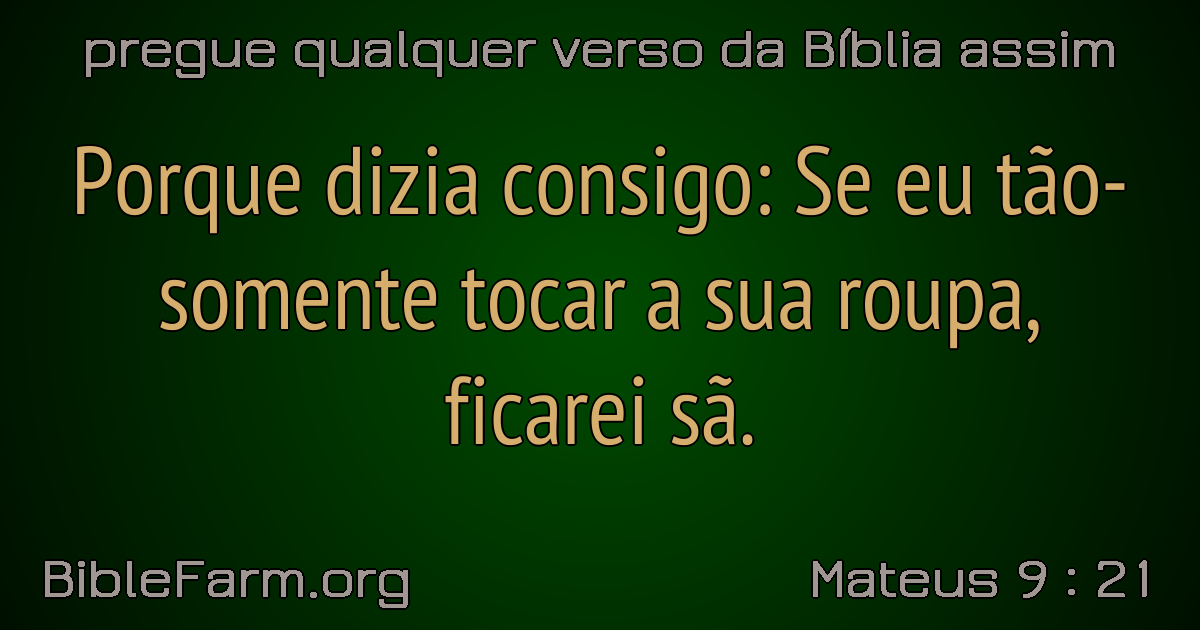 pregue qualquer verso da Bíblia assim
Porque dizia consigo: Se eu tão-
somente tocar a sua roupa,
ficarei sã.
BibleFarm.org
Mateus 9 : 21